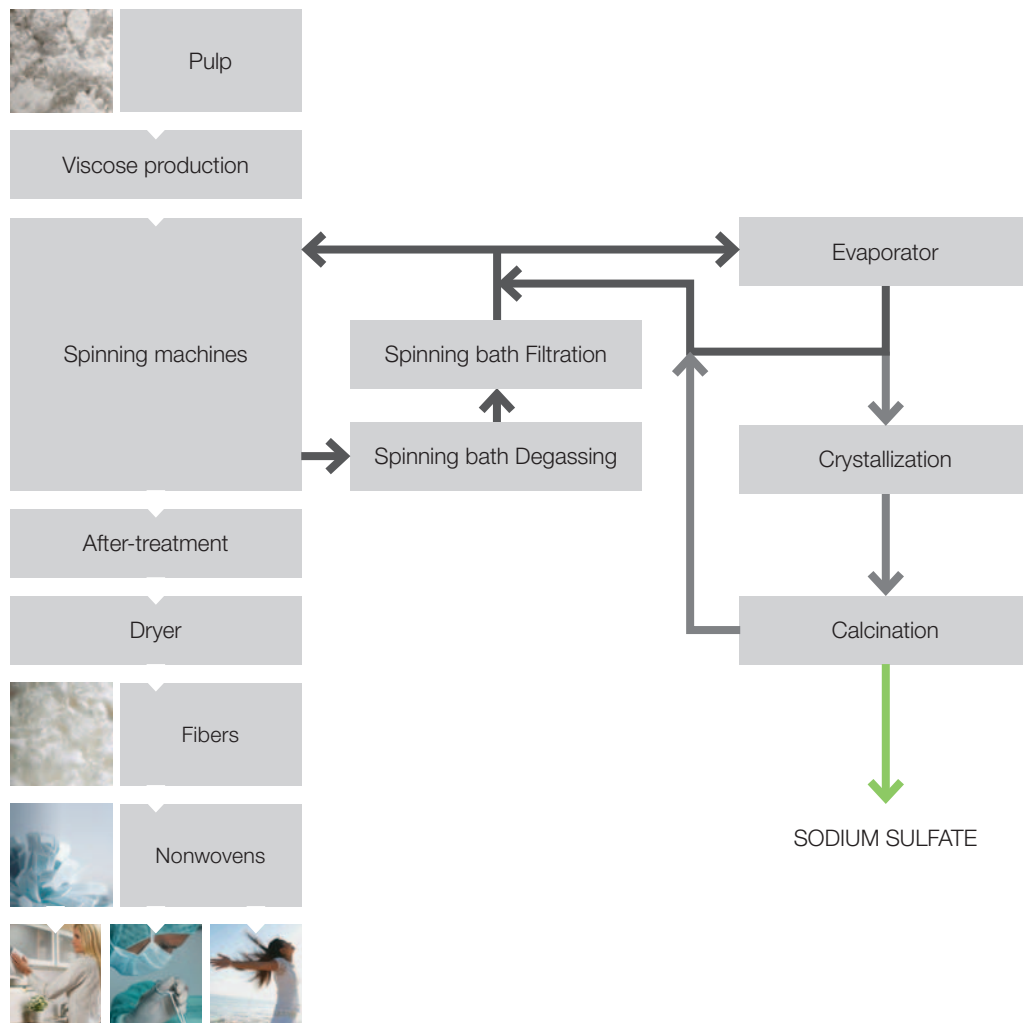 Pulp
Viscose production
Spinning machines
Evaporator
Spinning bath Filtration
Spinning bath Degassing
Crystallization
After-treatment
Dryer
Calcination
Fibers
Nonwovens
SODIUM SULFATE